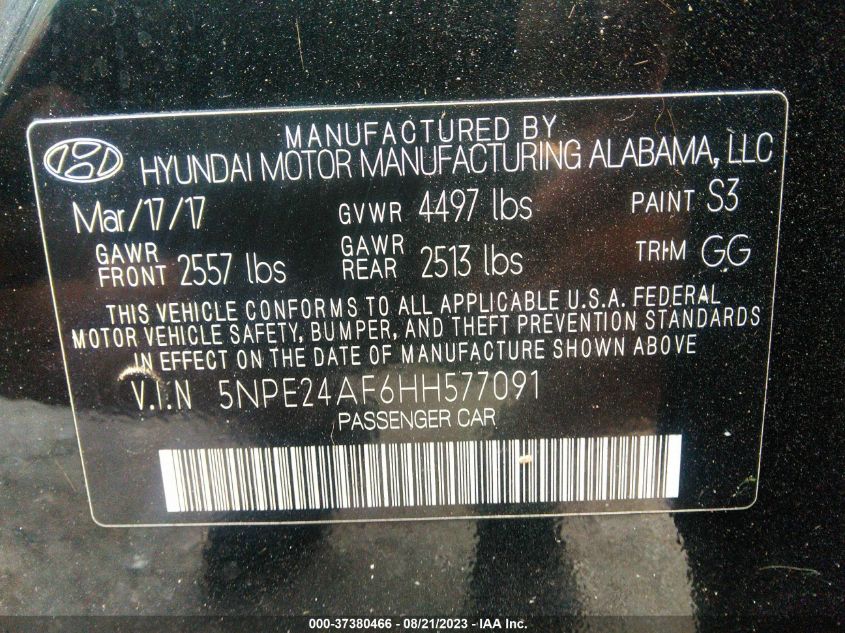 MANUFACTURED BY
HYUNDAI MOTOR MANUFACTURING ALABAMA, LLC
Mar/17/17 GVWR 4497 lbs PAINT S3
GAWR FRONT 2557 lbs GAWR REAR 2513 lbs TRIM GG
THIS VEHICLE CONFORMS TO ALL APPLICABLE U.S.A. FEDERAL
MOTOR VEHICLE SAFETY, BUMPER, AND THEFT PREVENTION STANDARDS
IN EFFECT ON THE DATE OF MANUFACTURE SHOWN ABOVE
V.I.N 5NPE24AF6HH577091
PASSENGER CAR
000-37380466 - 08/21/2023 - IAA Inc.